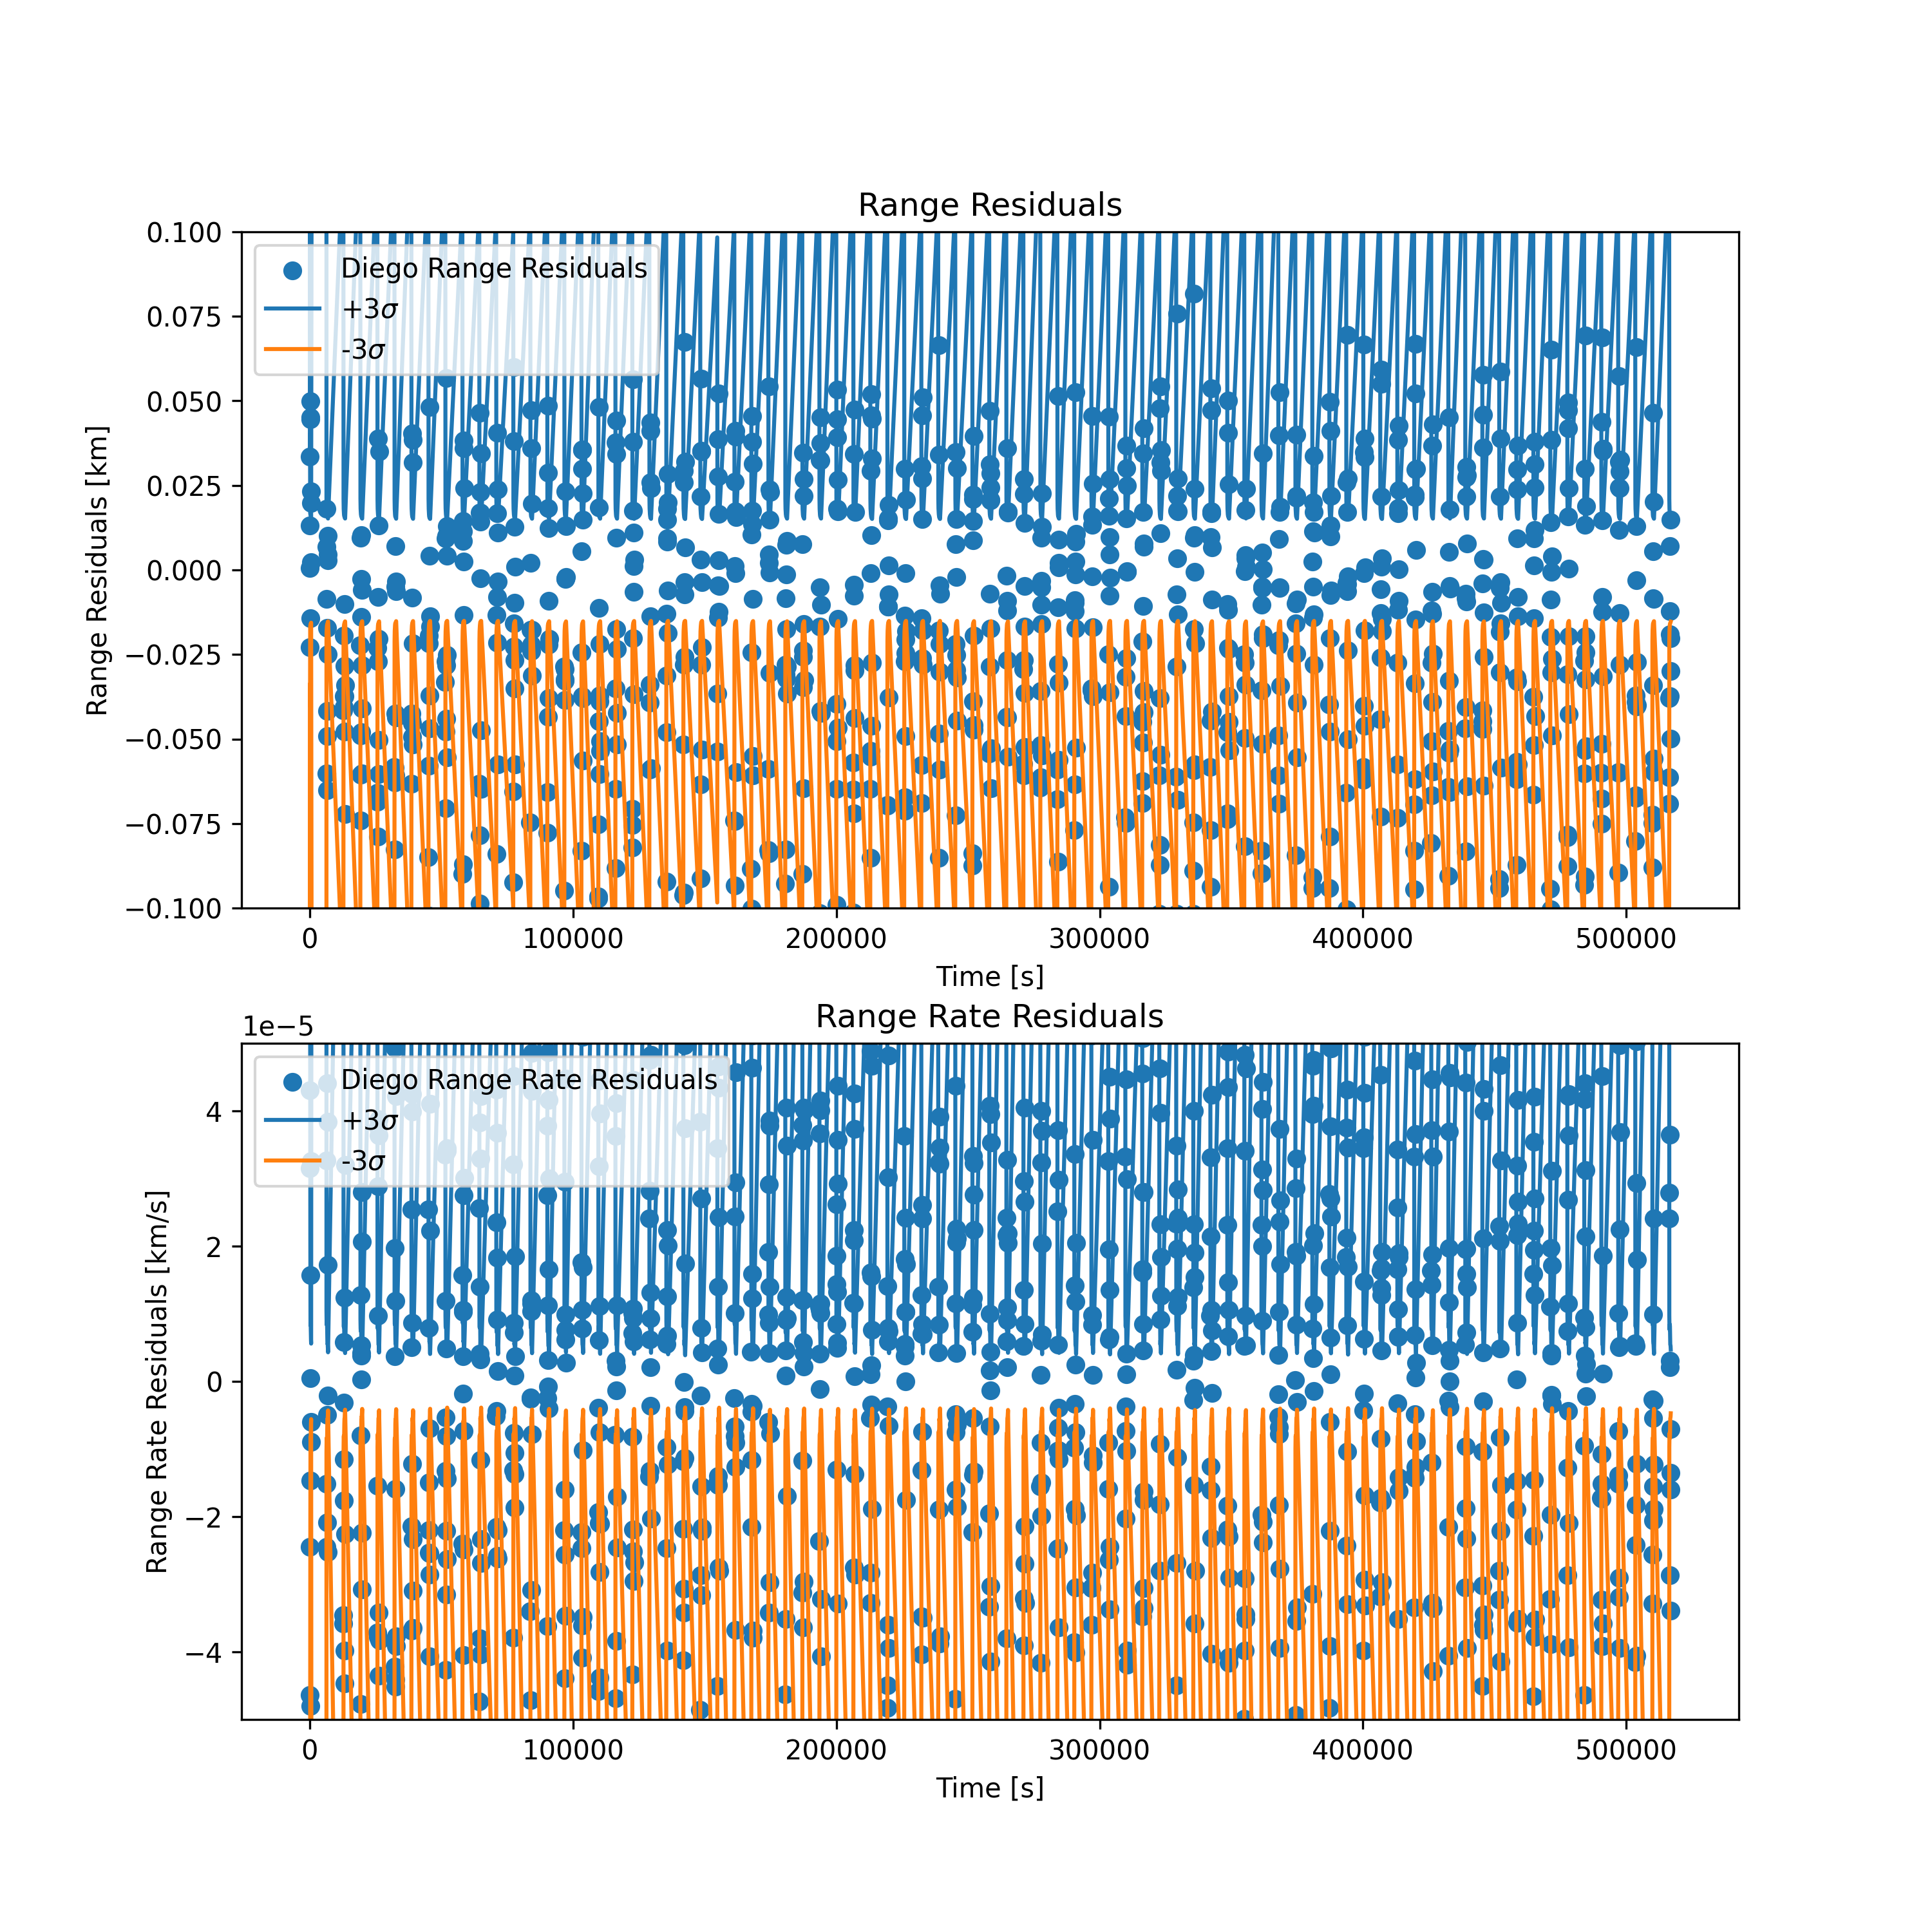 Range Residuals
0.100
0.075
0.050
0.025
0.000
−0.025
−0.050
−0.075
−0.100
Range Residuals [km]
Diego Range Residuals
+3σ
-3σ
0 100000 200000 300000 400000 500000
Time [s]
Range Rate Residuals
1e−5
4
2
0
−2
−4
Range Rate Residuals [km/s]
Diego Range Rate Residuals
+3σ
-3σ
0 100000 200000 300000 400000 500000
Time [s]